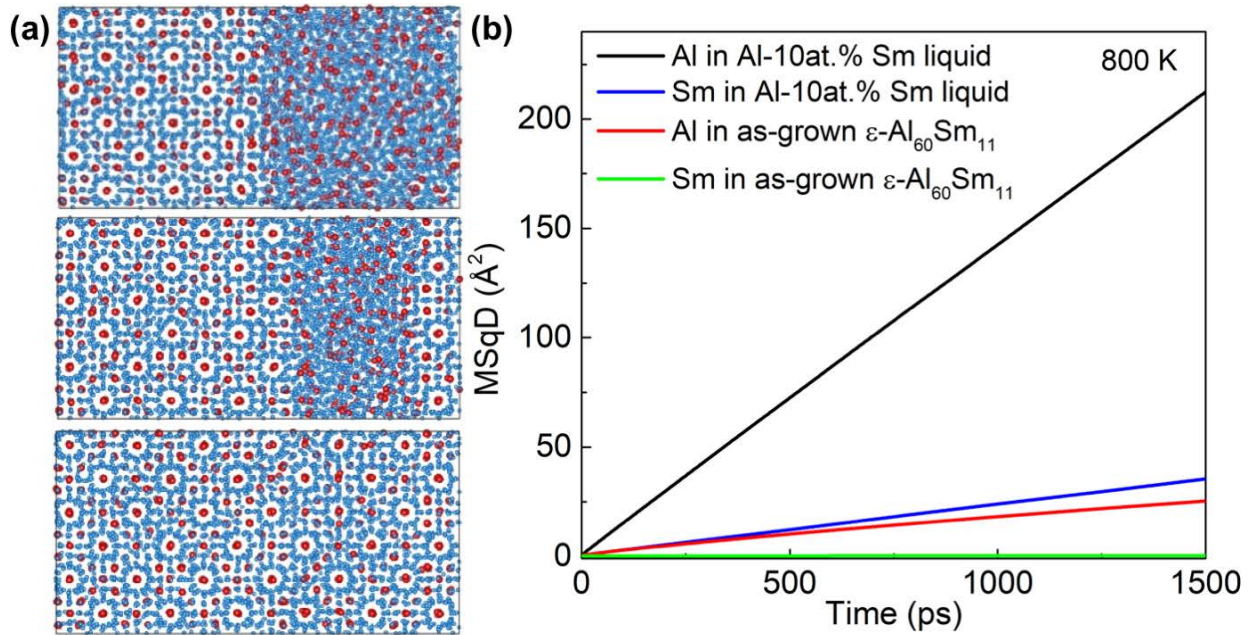 (a)
(b)
Al in Al-10at.% Sm liquid
Sm in Al-10at.% Sm liquid
Al in as-grown ε-Al₆₀Sm₁₁
Sm in as-grown ε-Al₆₀Sm₁₁
800 K
MSqD (Å²)
200
150
100
50
0
0
500
1000
1500
Time (ps)